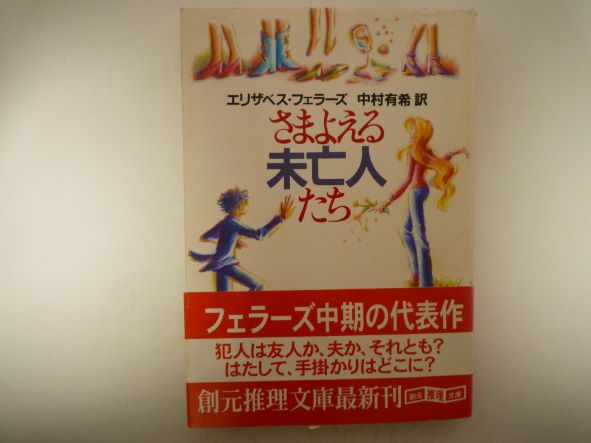 エリザベス・フェラーズ 中村有希 訳
さまよえる
未亡人
たち
フェラーズ中期の代表作
犯人は友人か、夫か、それとも?
はたして、手掛かりはどこに?
創元推理文庫最新刊
創元 推理 文庫